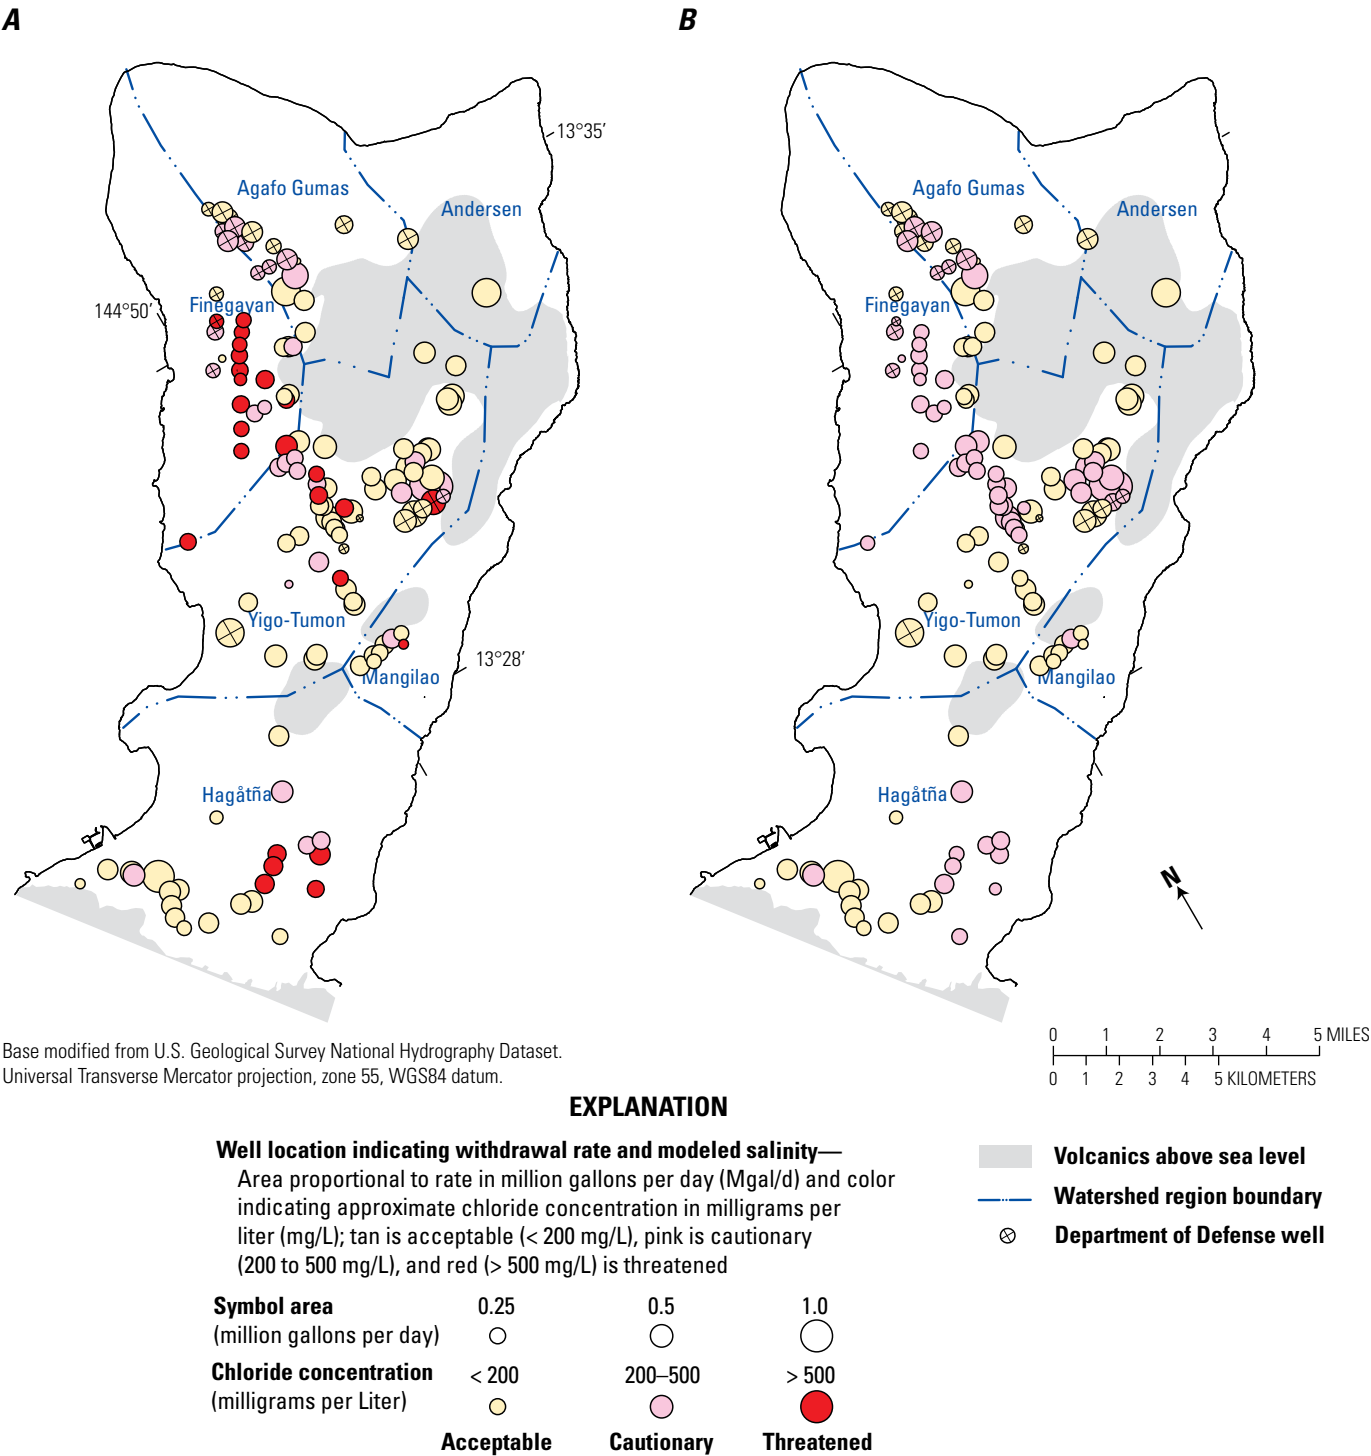 A
B
13°35′
Agafo Gumas
Andersen
Agafo Gumas
Andersen
144°50′
Finegayan
Finegayan
Yigo-Tumon
Yigo-Tumon
13°28′
Mangilao
Mangilao
Hagåtña
Hagåtña
N
0 1 2 3 4 5 MILES
0 1 2 3 4 5 KILOMETERS
Base modified from U.S. Geological Survey National Hydrography Dataset.
Universal Transverse Mercator projection, zone 55, WGS84 datum.
EXPLANATION
Well location indicating withdrawal rate and modeled salinity—
Area proportional to rate in million gallons per day (Mgal/d) and color
indicating approximate chloride concentration in milligrams per
liter (mg/L); tan is acceptable (< 200 mg/L), pink is cautionary
(200 to 500 mg/L), and red (> 500 mg/L) is threatened
Symbol area 0.25 0.5 1.0
(million gallons per day)
Chloride concentration < 200 200–500 > 500
(milligrams per Liter)
Acceptable Cautionary Threatened
Volcanics above sea level
Watershed region boundary
Department of Defense well